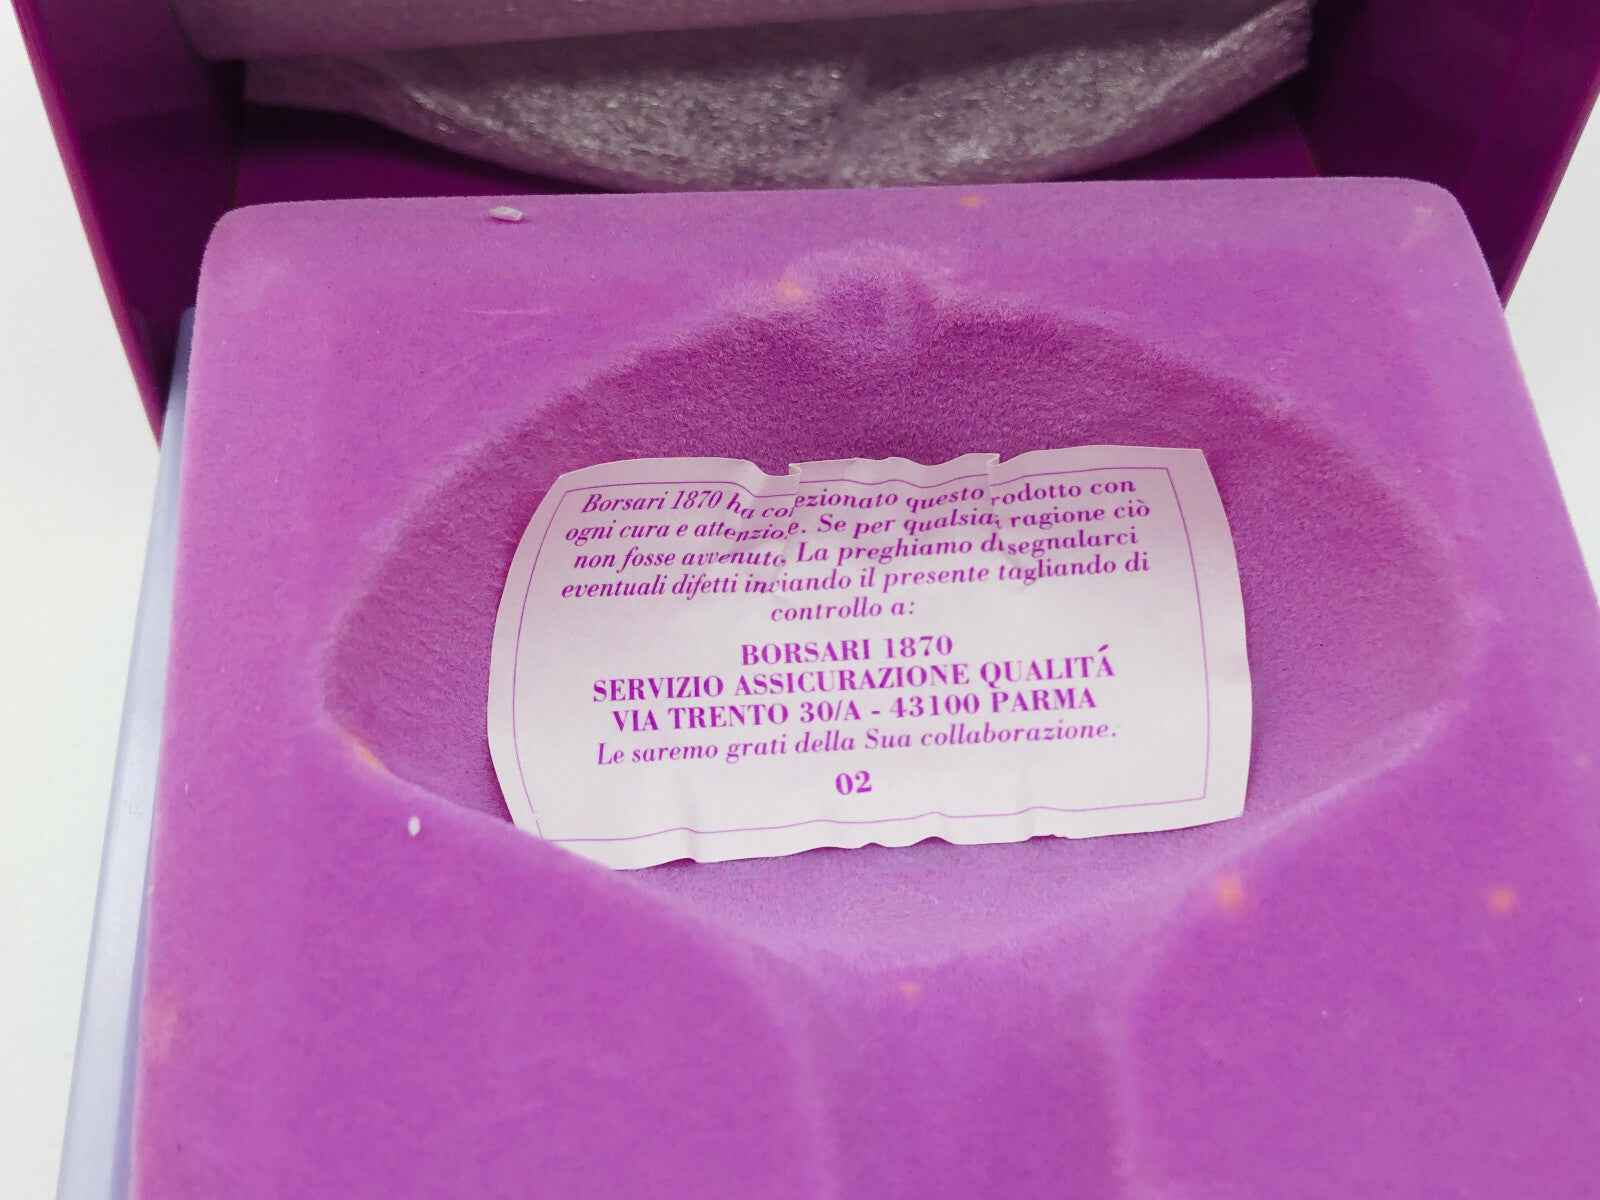 Borsari 1870 ha confezionato questo prodotto con
ogni cura e attenzione. Se per qualsiasi ragione ciò
non fosse avvenuto, La preghiamo di segnalarci
eventuali difetti inviando il presente tagliando di
controllo a:
BORSARI 1870
SERVIZIO ASSICURAZIONE QUALITÁ
VIA TRENTO 30/A - 43100 PARMA
Le saremo grati della Sua collaborazione.
02